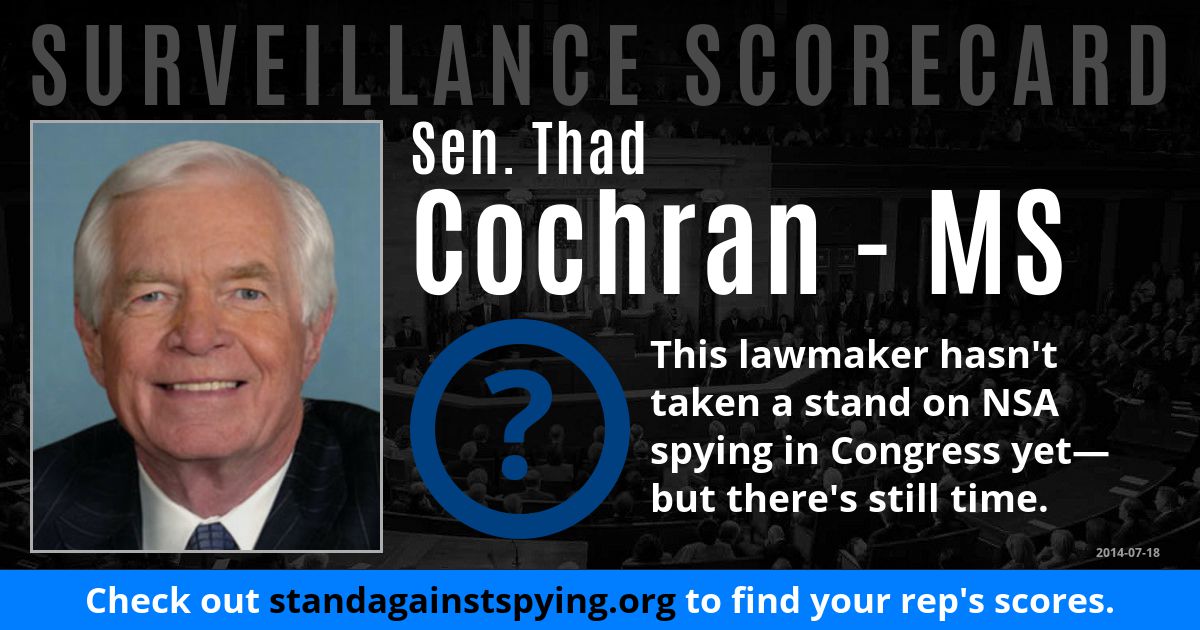 SURVEILLANCE SCORECARD
Sen. Thad
Cochran - MS
?
This lawmaker hasn't
taken a stand on NSA
spying in Congress yet—
but there's still time.
2014-07-18
Check out standagainstspying.org to find your rep's scores.